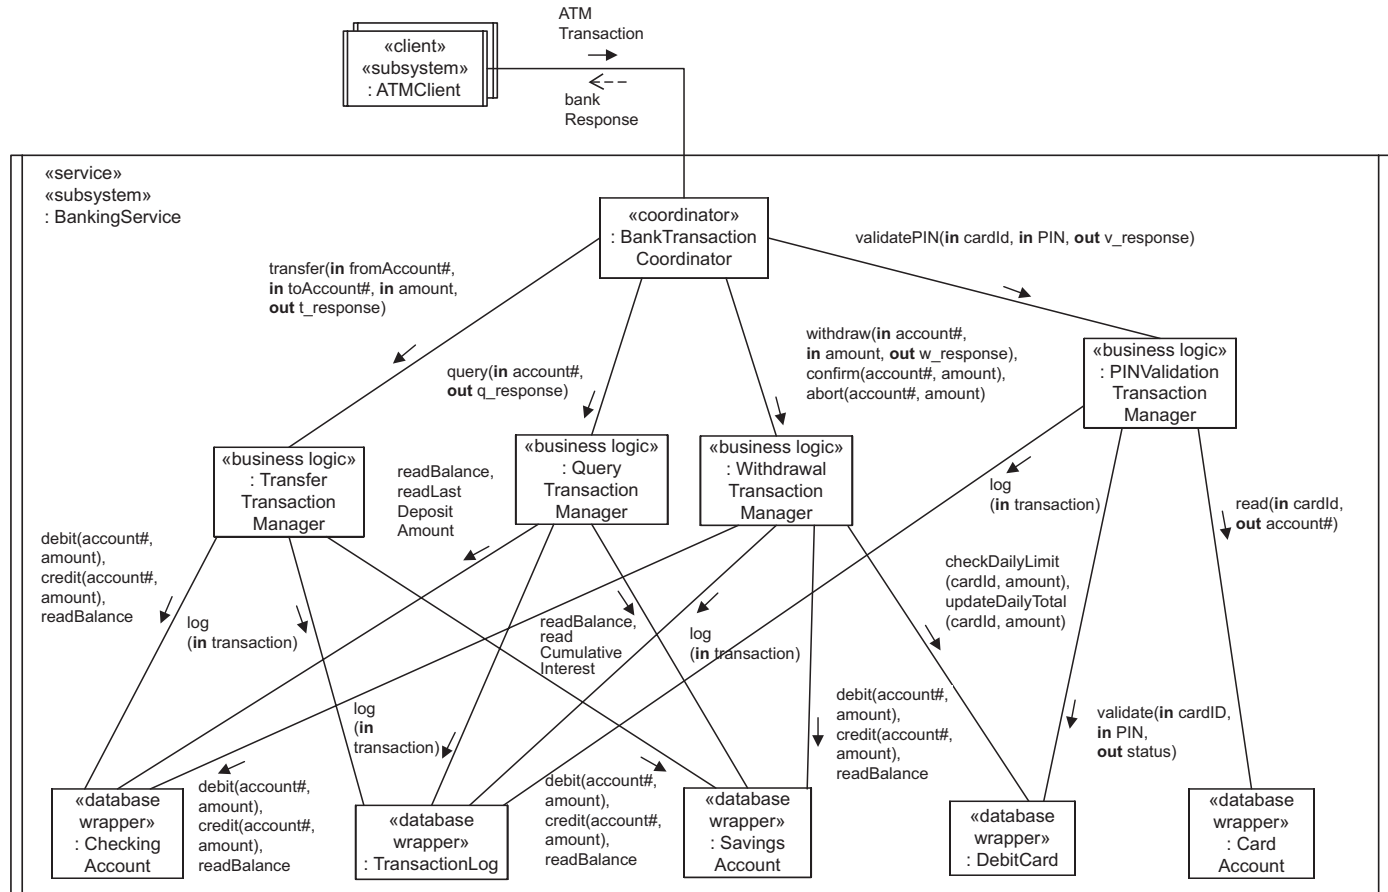 ATM
Transaction
«client»
«subsystem»
: ATMClient
bank
Response
«service»
«subsystem»
: BankingService
«coordinator»
: BankTransaction
Coordinator
validatePIN(in cardId, in PIN, out v_response)
transfer(in fromAccount#,
in toAccount#, in amount,
out t_response)
query(in account#,
out q_response)
withdraw(in account#,
in amount, out w_response),
confirm(account#, amount),
abort(account#, amount)
«business logic»
: PINValidation
Transaction
Manager
«business logic»
: Transfer
Transaction
Manager
readBalance,
readLast
Deposit
Amount
«business logic»
: Query
Transaction
Manager
«business logic»
: Withdrawal
Transaction
Manager
log
(in transaction)
read(in cardId,
out account#)
debit(account#,
amount),
credit(account#,
amount),
readBalance
log
(in transaction)
readBalance,
read
Cumulative
Interest
log
(in transaction)
checkDailyLimit
(cardId, amount),
updateDailyTotal
(cardId, amount)
log
(in
transaction)
debit(account#,
amount),
credit(account#,
amount),
readBalance
validate(in cardID,
in PIN,
out status)
«database
wrapper»
: Checking
Account
debit(account#,
amount),
credit(account#,
amount),
readBalance
«database
wrapper»
: TransactionLog
debit(account#,
amount),
credit(account#,
amount),
readBalance
«database
wrapper»
: Savings
Account
«database
wrapper»
: DebitCard
«database
wrapper»
: Card
Account